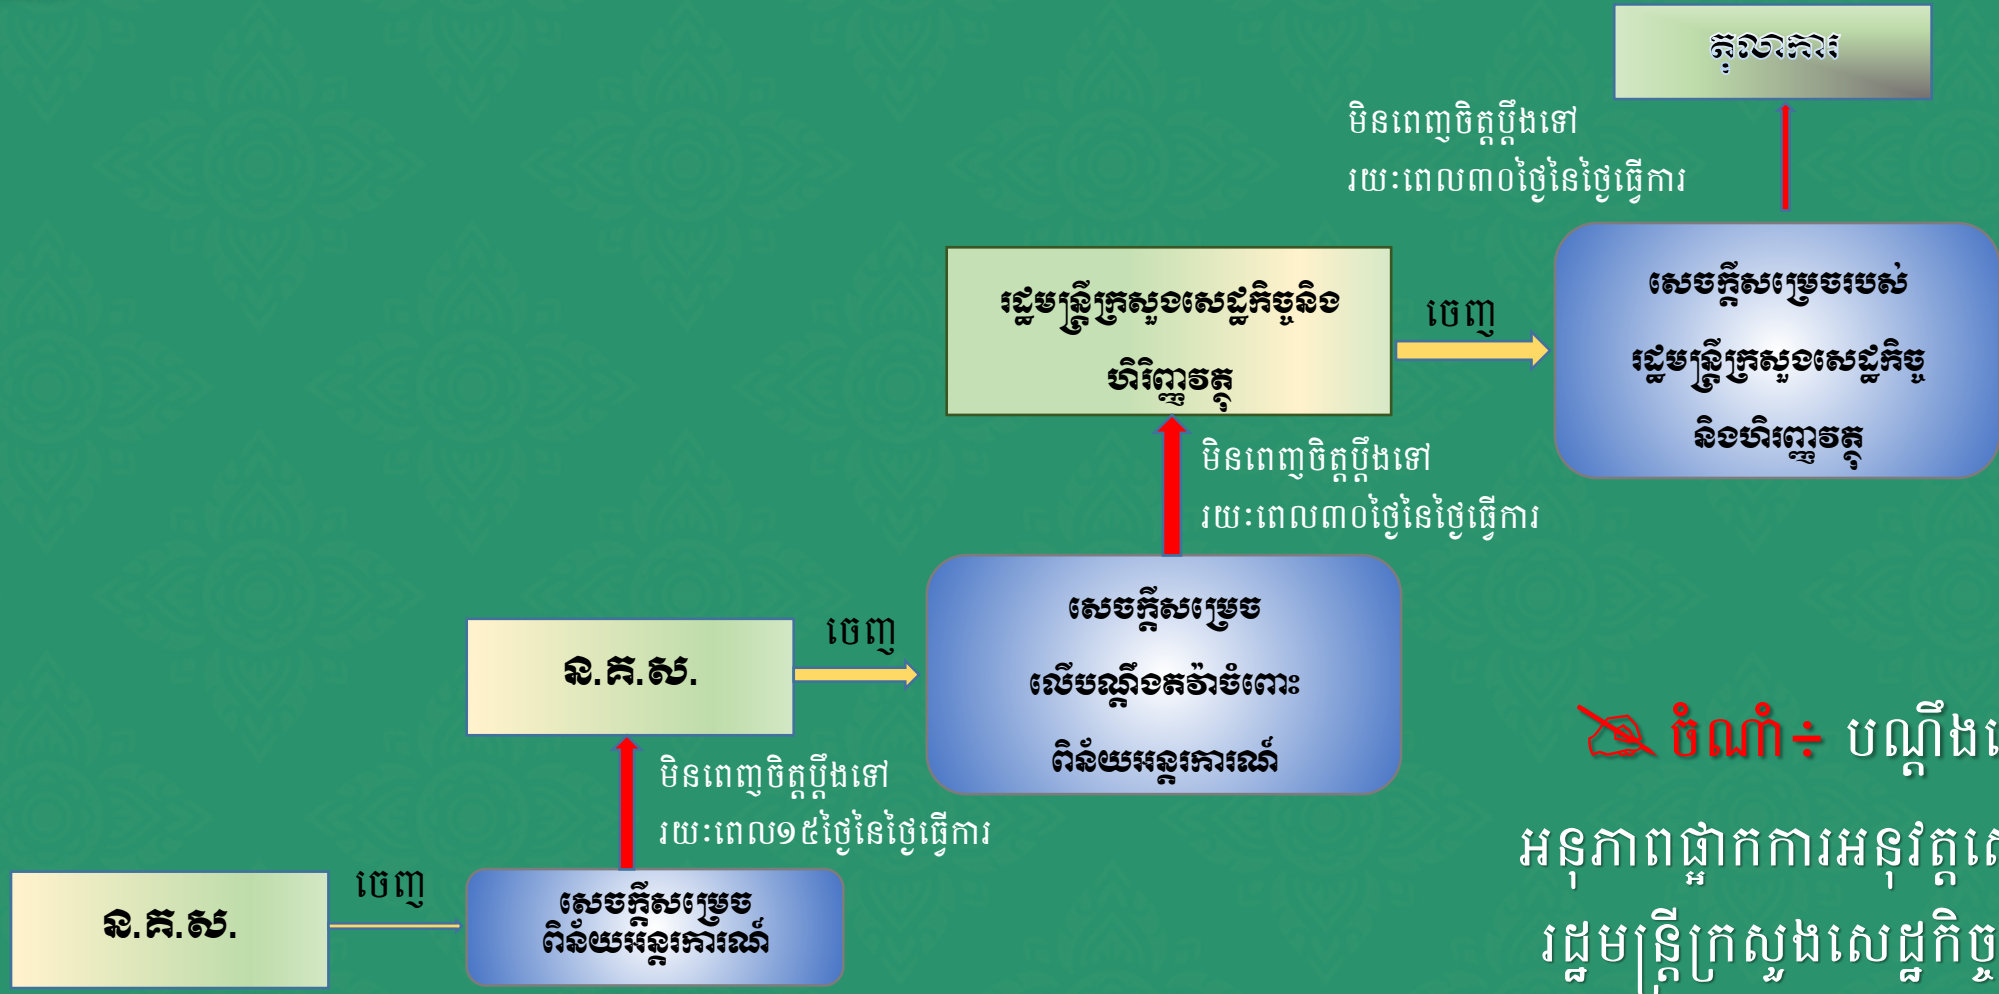 តុលាការ
មិនពេញចិត្តប្តឹងទៅ
រយៈពេល៣០ថ្ងៃនៃថ្ងៃធ្វើការ
រដ្ឋមន្ត្រីក្រសួងសេដ្ឋកិច្ចនិង
ហិរិញ្ញវត្ថុ
ចេញ
សេចក្តីសម្រេចរបស់
រដ្ឋមន្ត្រីក្រសួងសេដ្ឋកិច្ច
និងហិរញ្ញវត្ថុ
មិនពេញចិត្តប្តឹងទៅ
រយៈពេល៣០ថ្ងៃនៃថ្ងៃធ្វើការ
ន.គ.ស.
ចេញ
សេចក្តីសម្រេច
លើបណ្តឹងតវ៉ាចំពោះ
ពិន័យអន្តរការណ៍
មិនពេញចិត្តប្តឹងទៅ
រយៈពេល១៥ថ្ងៃនៃថ្ងៃធ្វើការ
ន.គ.ស.
ចេញ
សេចក្តីសម្រេច
ពិន័យអន្តរការណ៍
ចំណាំ÷ បណ្តឹង
អនុភាពផ្អាកការអនុវត្ត
រដ្ឋមន្ត្រីក្រសួងសេដ្ឋកិច្ច